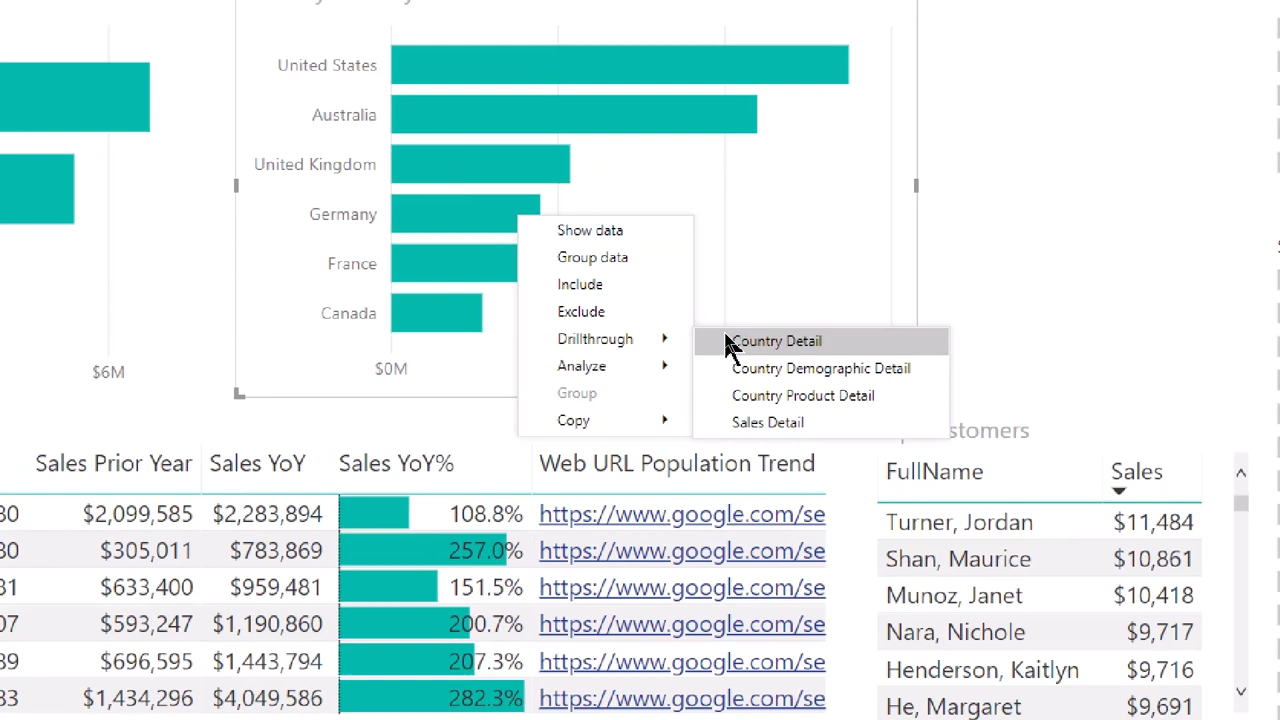 United States
Australia
United Kingdom
Germany
France
Canada
$6M
$0M
Show data
Group data
Include
Exclude
Drillthrough
Analyze
Group
Copy
Country Detail
Country Demographic Detail
Country Product Detail
Sales Detail
Sales Prior Year Sales YoY Sales YoY% Web URL Population Trend
80 $2,099,585 $2,283,894 108.8% https://www.google.com/se
80 $305,011 $783,869 257.0% https://www.google.com/se
81 $633,400 $959,481 151.5% https://www.google.com/se
07 $593,247 $1,190,860 200.7% https://www.google.com/se
89 $696,595 $1,443,794 207.3% https://www.google.com/se
83 $1,434,296 $4,049,586 282.3% https://www.google.com/se
stomers
FullName Sales
Turner, Jordan $11,484
Shan, Maurice $10,861
Munoz, Janet $10,418
Nara, Nichole $9,717
Henderson, Kaitlyn $9,716
He, Margaret $9,691